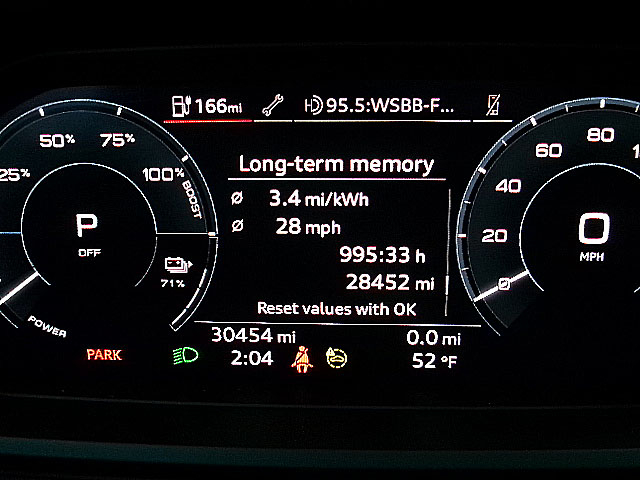 166mi
95.5:WSBB-F...
50% 75%
25% 100%
BOOST
P
OFF
71%
POWER
Long-term memory
ø 3.4 mi/kWh
ø 28 mph
995:33 h
28452 mi
Reset values with OK
30454 mi 0.0 mi
PARK 2:04 52 °F
60 80 1
40
20
0
0
MPH